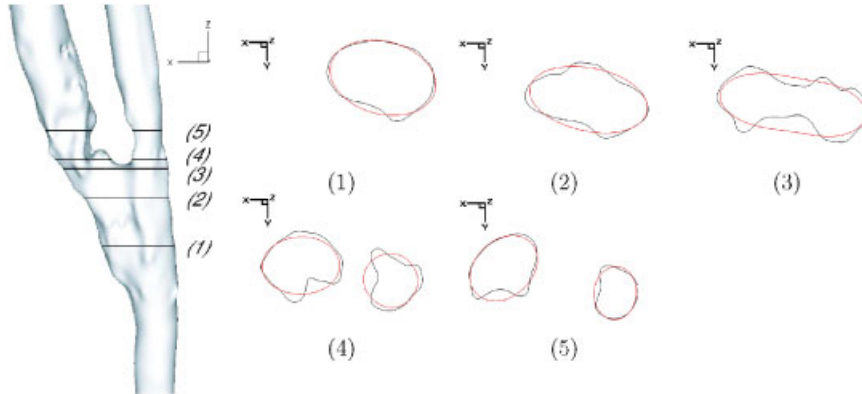 Z
X
(5)
(4)
(3)
(2)
(1)
X Z
Y
(1)
X Z
Y
(2)
X Z
Y
(3)
X Z
Y
(4)
X Z
Y
(5)